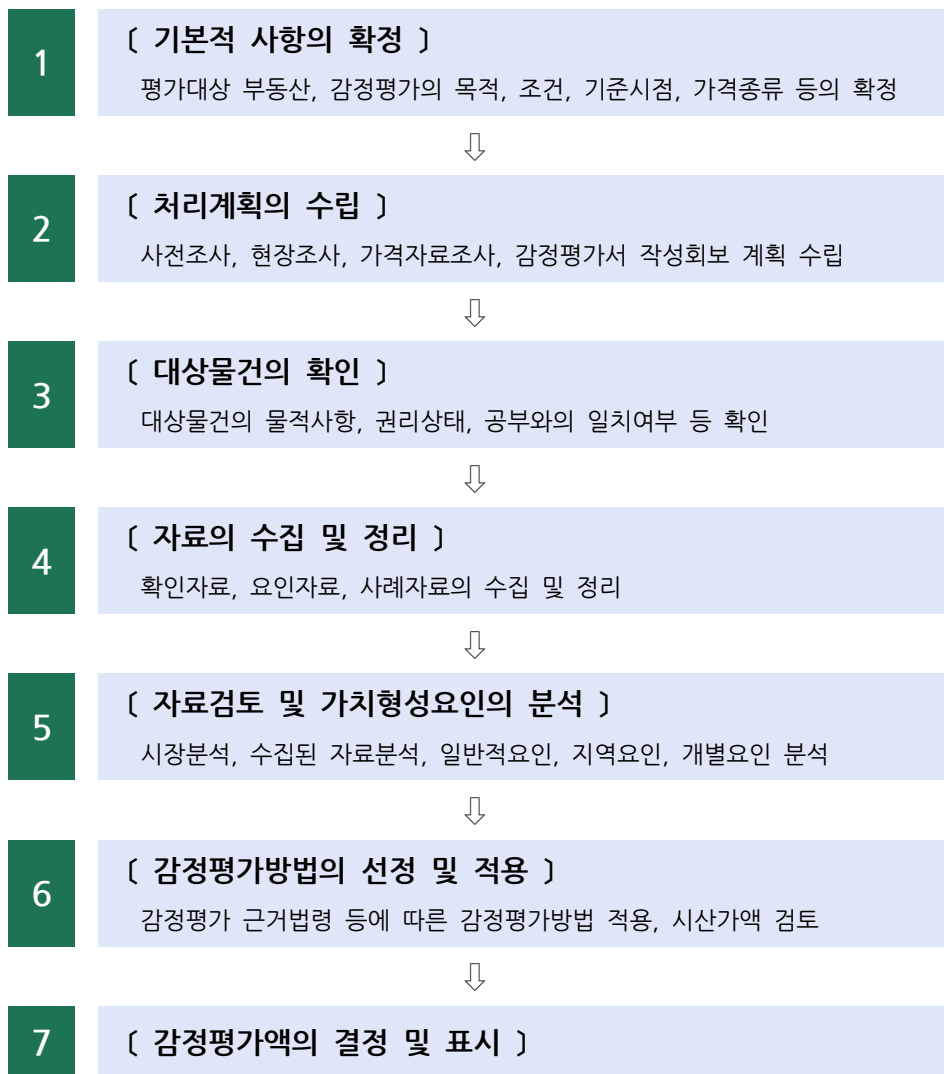 1
〔 기본적 사항의 확정 〕
평가대상 부동산, 감정평가의 목적, 조건, 기준시점, 가격종류 등의 확정
⇩
2
〔 처리계획의 수립 〕
사전조사, 현장조사, 가격자료조사, 감정평가서 작성회보 계획 수립
⇩
3
〔 대상물건의 확인 〕
대상물건의 물적사항, 권리상태, 공부와의 일치여부 등 확인
⇩
4
〔 자료의 수집 및 정리 〕
확인자료, 요인자료, 사례자료의 수집 및 정리
⇩
5
〔 자료검토 및 가치형성요인의 분석 〕
시장분석, 수집된 자료분석, 일반적요인, 지역요인, 개별요인 분석
⇩
6
〔 감정평가방법의 선정 및 적용 〕
감정평가 근거법령 등에 따른 감정평가방법 적용, 시산가액 검토
⇩
7
〔 감정평가액의 결정 및 표시 〕